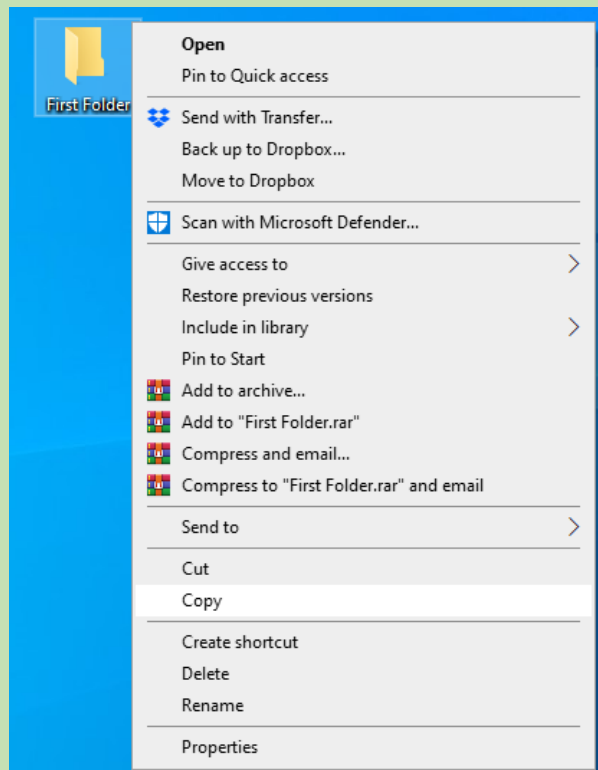 First Folder
Open
Pin to Quick access
Send with Transfer...
Back up to Dropbox...
Move to Dropbox
Scan with Microsoft Defender...
Give access to
Restore previous versions
Include in library
Pin to Start
Add to archive...
Add to "First Folder.rar"
Compress and email...
Compress to "First Folder.rar" and email
Send to
Cut
Copy
Create shortcut
Delete
Rename
Properties